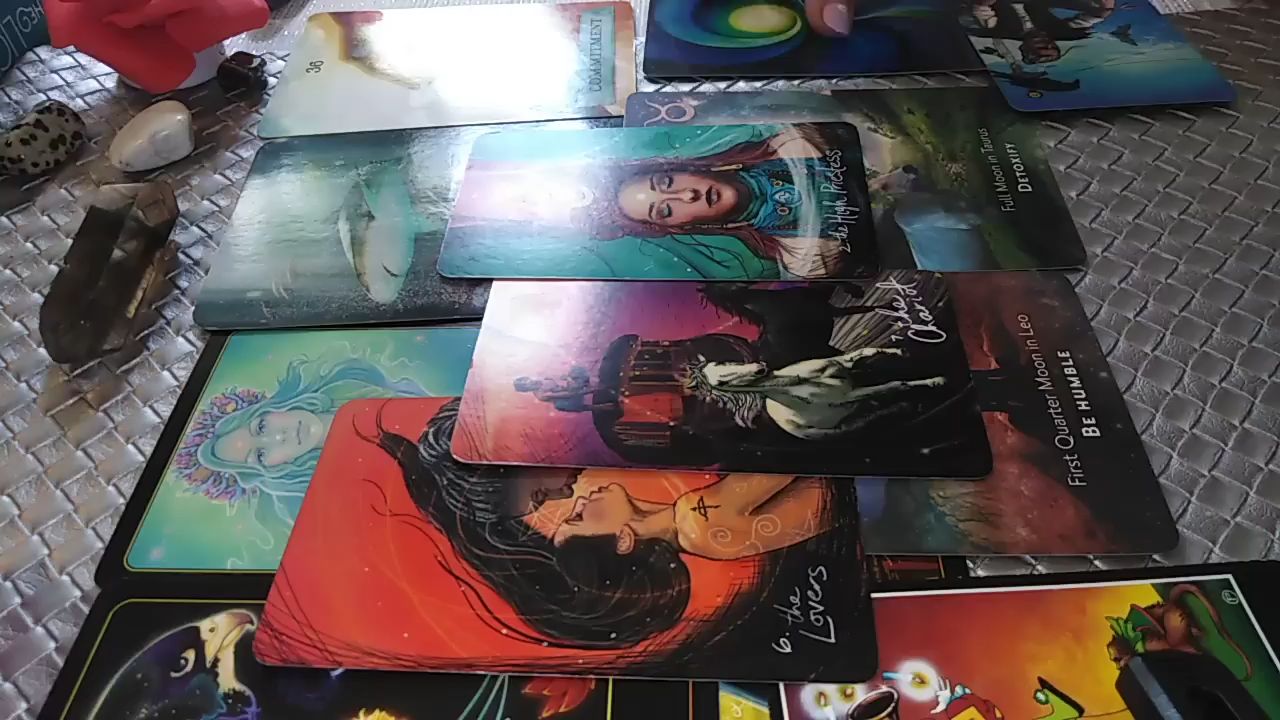 36
COMMITMENT
2. the High Priestess
Full Moon in Taurus
DETOXIFY
7. the Chariot
First Quarter Moon in Leo
BE HUMBLE
6. the
Lovers